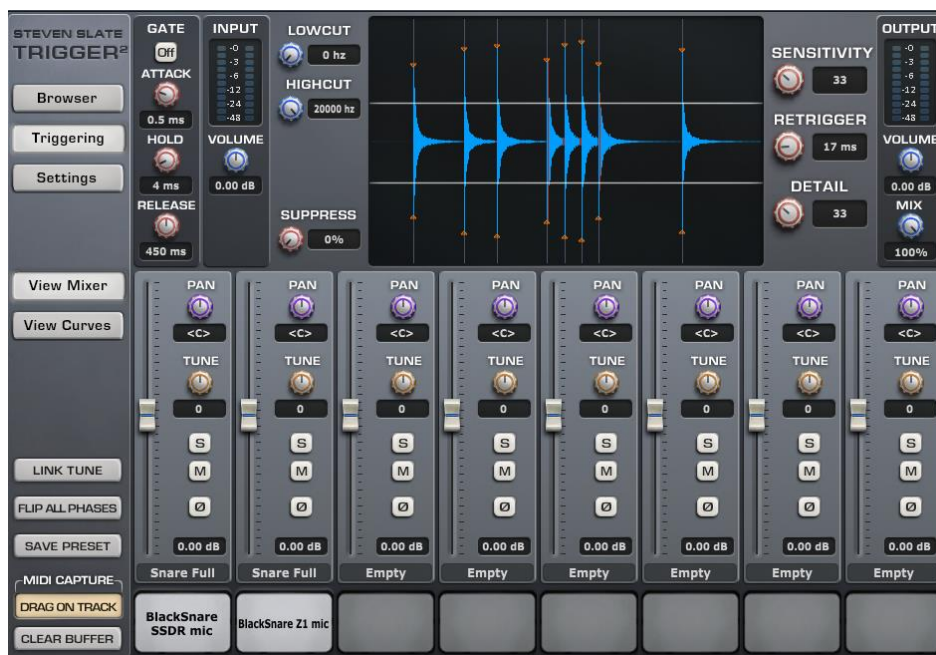 STEVEN SLATE
TRIGGER²
Browser
Triggering
Settings
View Mixer
View Curves
LINK TUNE
FLIP ALL PHASES
SAVE PRESET
MIDI CAPTURE
DRAG ON TRACK
CLEAR BUFFER
GATE
Off
ATTACK
0.5 ms
HOLD
4 ms
RELEASE
450 ms
INPUT
-0
-3
-6
-12
-24
-48
VOLUME
0.00 dB
LOWCUT
0 hz
HIGHCUT
20000 hz
SUPPRESS
0%
SENSITIVITY
33
RETRIGGER
17 ms
DETAIL
33
OUTPUT
-0
-3
-6
-12
-24
-48
VOLUME
0.00 dB
MIX
100%
PAN PAN PAN PAN PAN PAN PAN PAN
<C> <C> <C> <C> <C> <C> <C> <C>
TUNE TUNE TUNE TUNE TUNE TUNE TUNE TUNE
0 0 0 0 0 0 0 0
S S S S S S S S
M M M M M M M M
Ø Ø Ø Ø Ø Ø Ø Ø
0.00 dB 0.00 dB 0.00 dB 0.00 dB 0.00 dB 0.00 dB 0.00 dB 0.00 dB
Snare Full Snare Full Empty Empty Empty Empty Empty Empty
BlackSnare
SSDR mic
BlackSnare Z1 mic